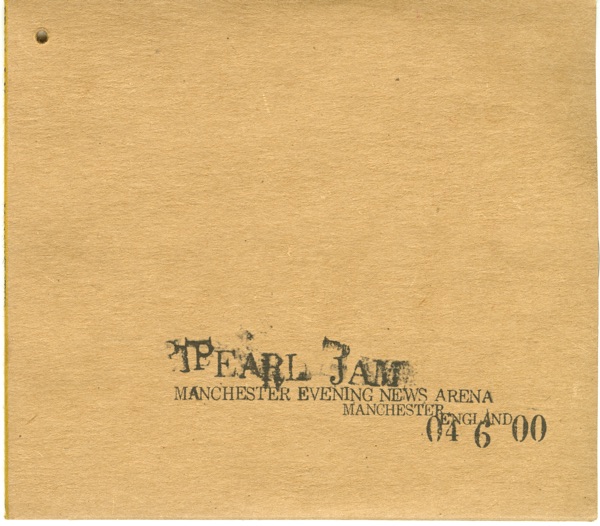 PEARL JAM
MANCHESTER EVENING NEWS ARENA
MANCHESTER, ENGLAND
04 6 00